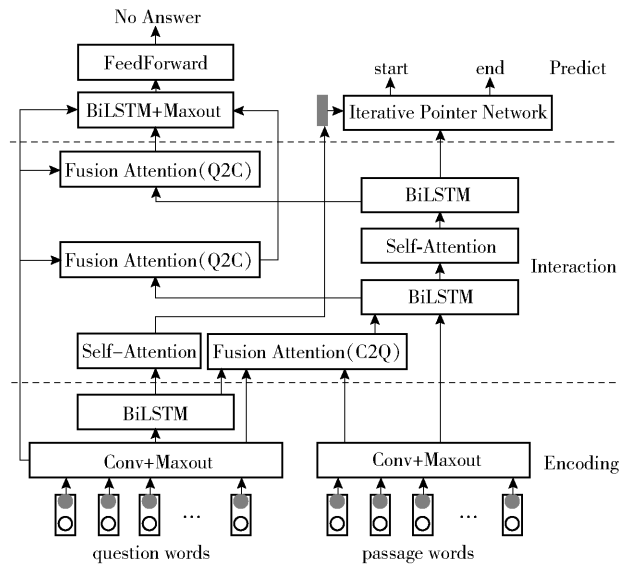 No Answer
FeedForward
start end Predict
BiLSTM+Maxout
Iterative Pointer Network
Fusion Attention(Q2C)
BiLSTM
Self-Attention
Fusion Attention(Q2C)
Interaction
BiLSTM
Self-Attention
Fusion Attention(C2Q)
BiLSTM
Conv+Maxout
Conv+Maxout
Encoding
...
...
question words
passage words